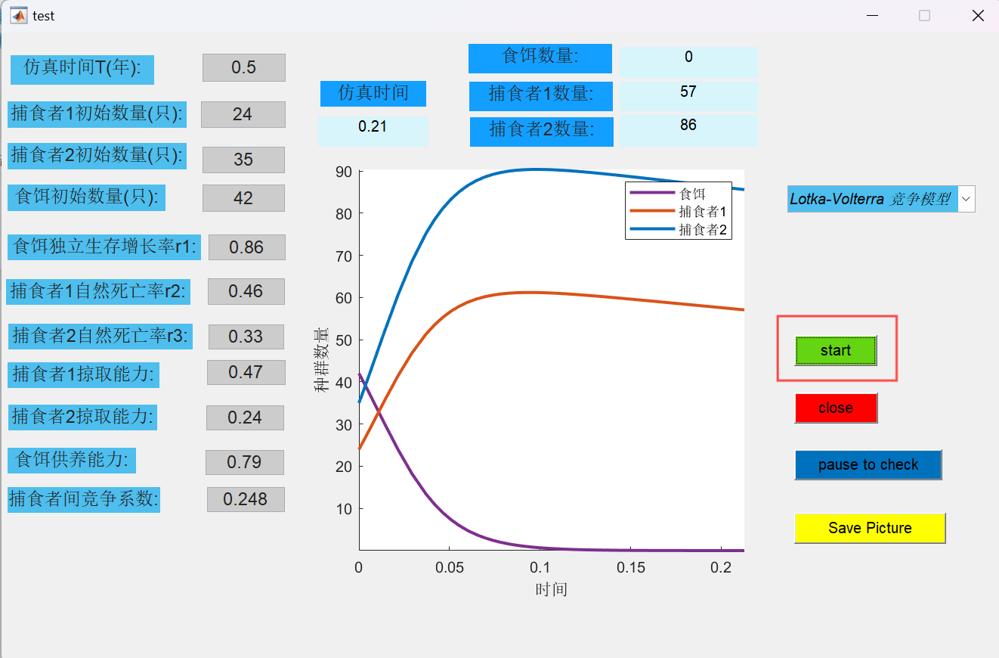 test
仿真时间T(年): 0.5
捕食者1初始数量(只): 24
捕食者2初始数量(只): 35
食饵初始数量(只): 42
食饵独立生存增长率r1: 0.86
捕食者1自然死亡率r2: 0.46
捕食者2自然死亡率r3: 0.33
捕食者1掠取能力: 0.47
捕食者2掠取能力: 0.24
食饵供养能力: 0.79
捕食者间竞争系数: 0.248
仿真时间
0.21
食饵数量: 0
捕食者1数量: 57
捕食者2数量: 86
90
80
70
60
50
40
30
20
10
种群数量
食饵
捕食者1
捕食者2
0 0.05 0.1 0.15 0.2
时间
Lotka-Volterra 竞争模型
start
close
pause to check
Save Picture